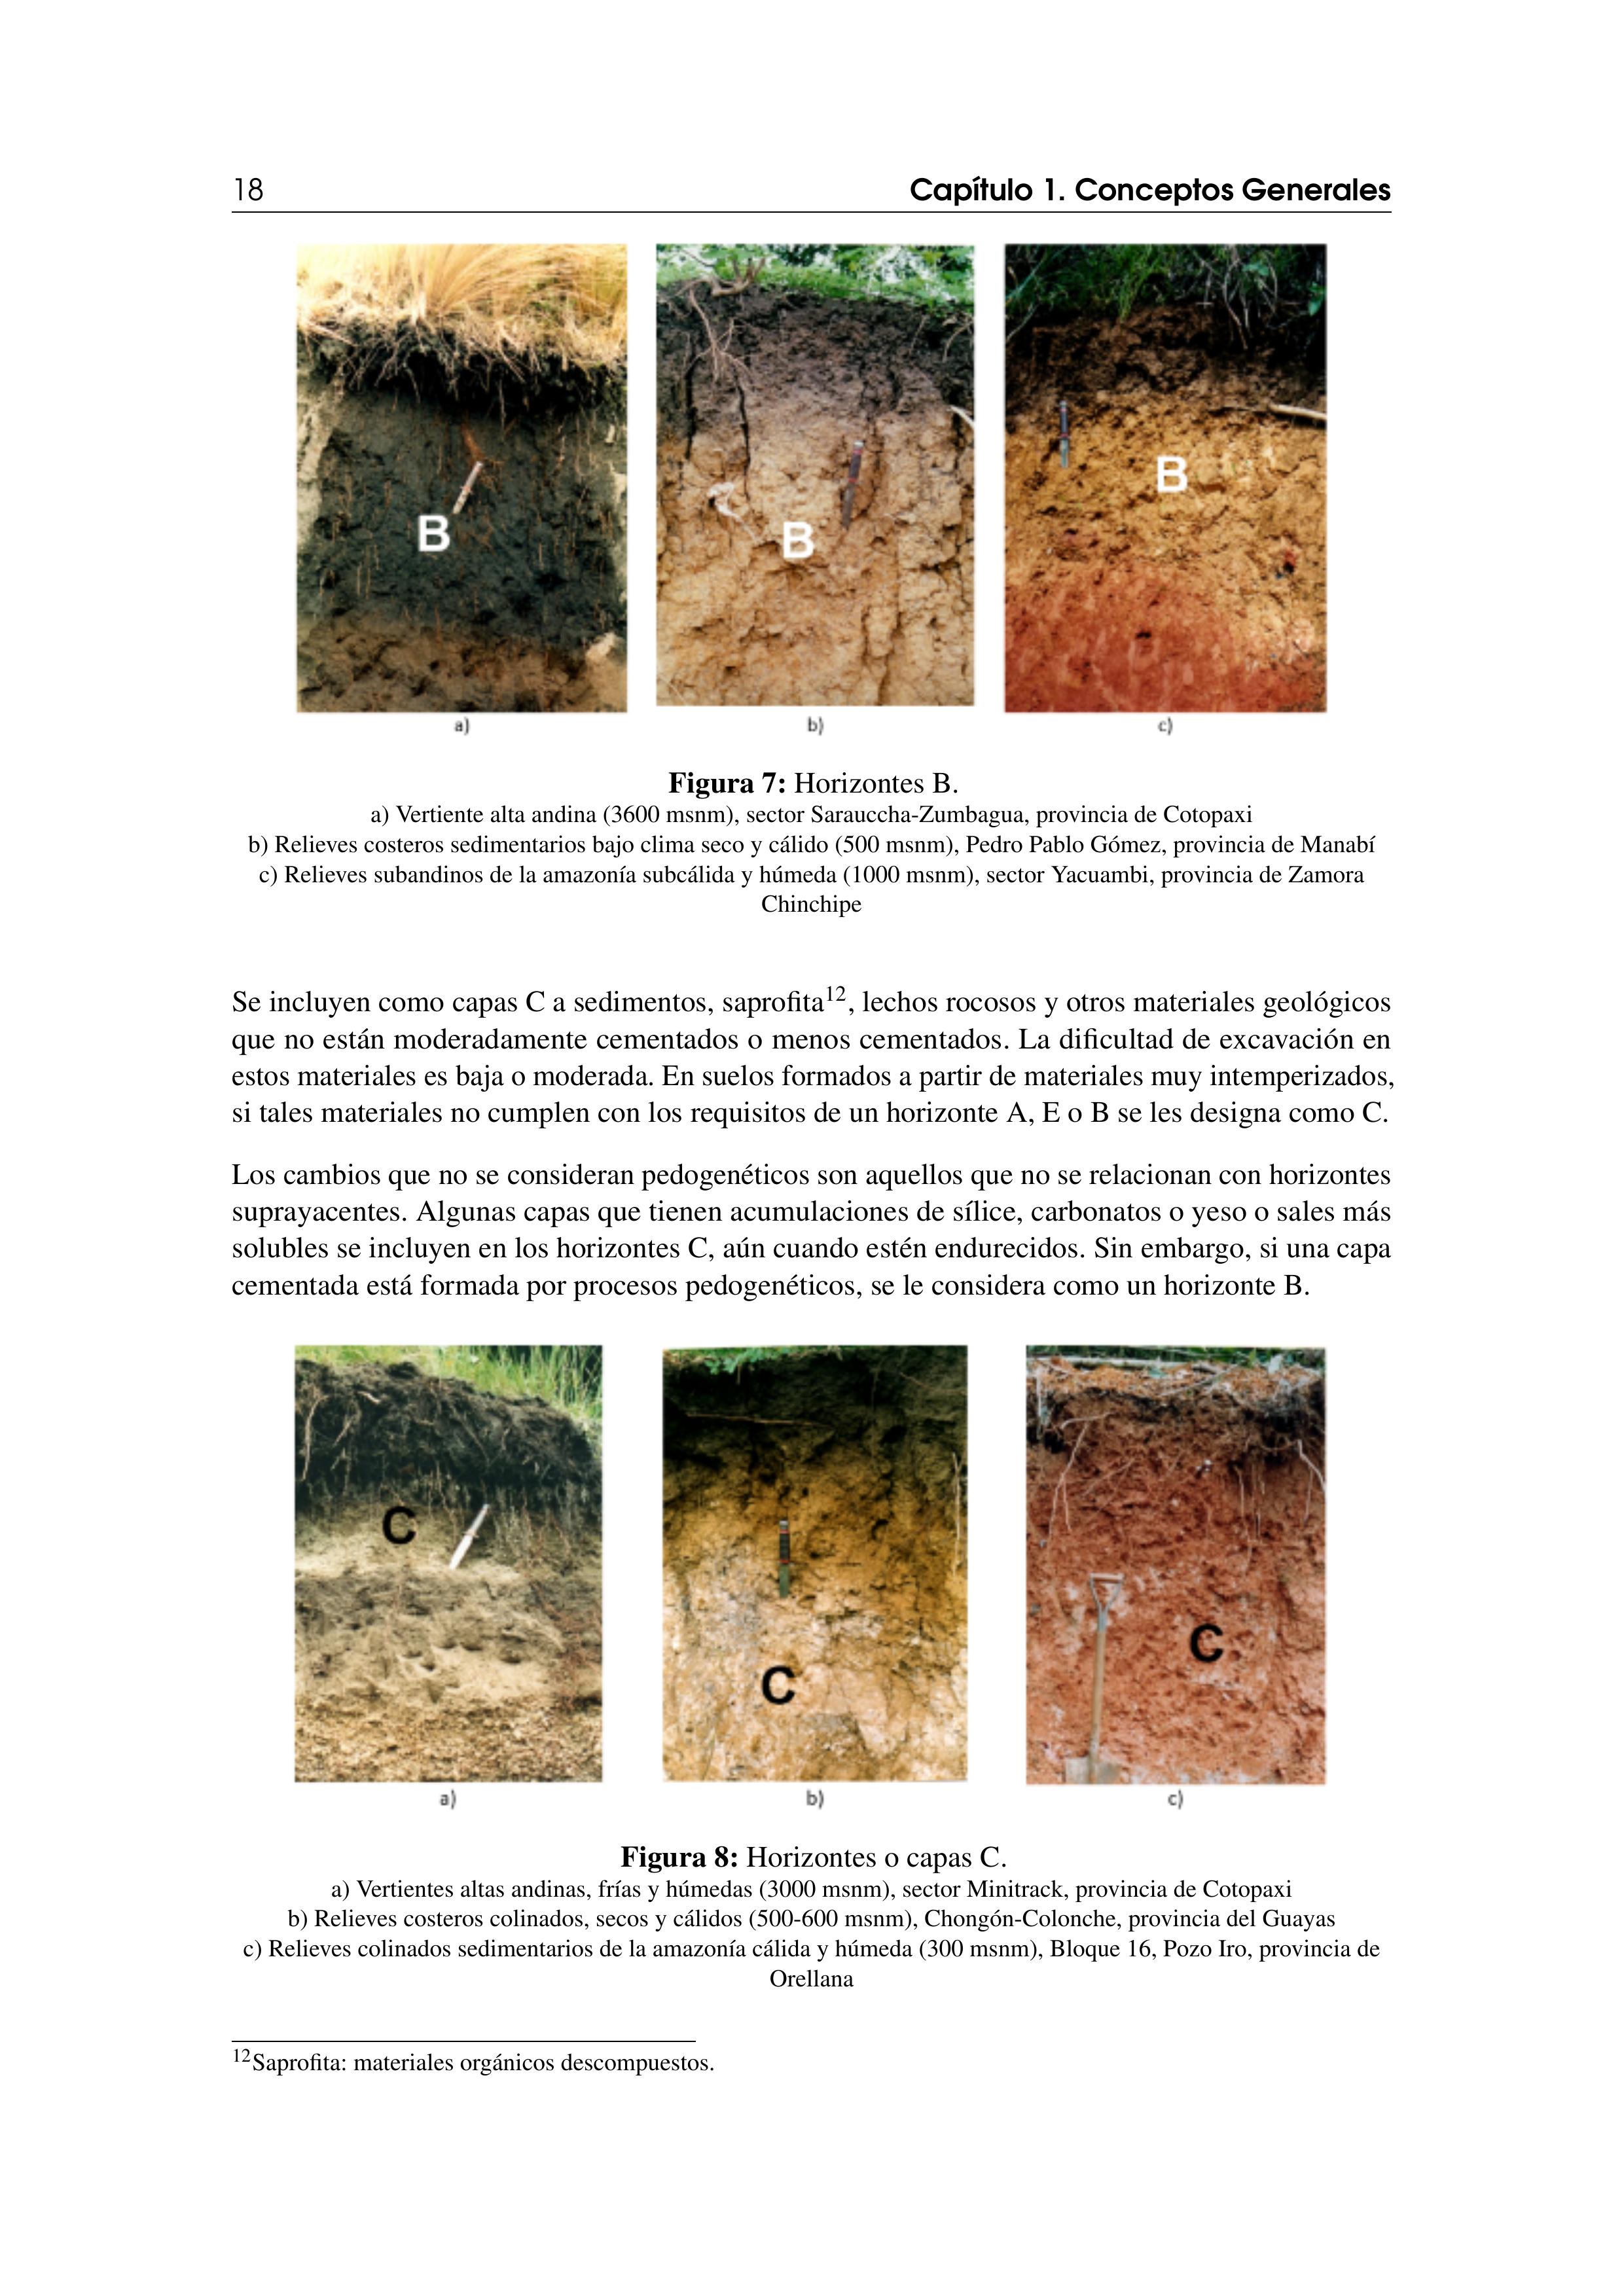 18
Capítulo 1. Conceptos Generales
B
B
B
a)
b)
c)
Figura 7: Horizontes B.
a) Vertiente alta andina (3600 msnm), sector Sarauccha-Zumbagua, provincia de Cotopaxi
b) Relieves costeros sedimentarios bajo clima seco y cálido (500 msnm), Pedro Pablo Gómez, provincia de Manabí
c) Relieves subandinos de la amazonía subcálida y húmeda (1000 msnm), sector Yacuambi, provincia de Zamora
Chinchipe
Se incluyen como capas C a sedimentos, saprofita12, lechos rocosos y otros materiales geológicos
que no están moderadamente cementados o menos cementados. La dificultad de excavación en
estos materiales es baja o moderada. En suelos formados a partir de materiales muy intemperizados,
si tales materiales no cumplen con los requisitos de un horizonte A, E o B se les designa como C.
Los cambios que no se consideran pedogenéticos son aquellos que no se relacionan con horizontes
suprayacentes. Algunas capas que tienen acumulaciones de sílice, carbonatos o yeso o sales más
solubles se incluyen en los horizontes C, aún cuando estén endurecidos. Sin embargo, si una capa
cementada está formada por procesos pedogenéticos, se le considera como un horizonte B.
C
C
C
a)
b)
c)
Figura 8: Horizontes o capas C.
a) Vertientes altas andinas, frías y húmedas (3000 msnm), sector Minitrack, provincia de Cotopaxi
b) Relieves costeros colinados, secos y cálidos (500-600 msnm), Chongón-Colonche, provincia del Guayas
c) Relieves colinados sedimentarios de la amazonía cálida y húmeda (300 msnm), Bloque 16, Pozo Iro, provincia de
Orellana
12Saprofita: materiales orgánicos descompuestos.